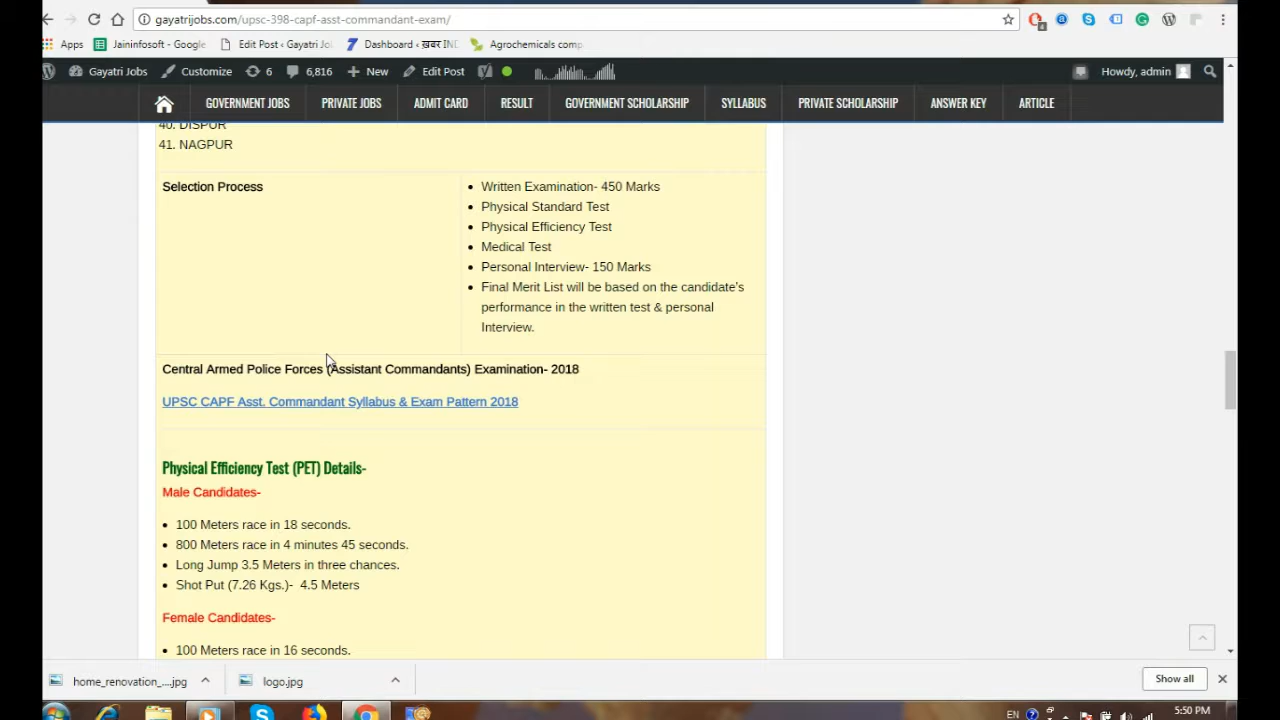 gayatrijobs.com/upsc-398-capf-asst-commandant-exam/
Apps Jaininfosoft - Google Edit Post ‹ Gayatri Jo Dashboard ‹ ख़बर IND Agrochemicals comp
Gayatri Jobs Customize 6 6,816 New Edit Post Howdy, admin
GOVERNMENT JOBS PRIVATE JOBS ADMIT CARD RESULT GOVERNMENT SCHOLARSHIP SYLLABUS PRIVATE SCHOLARSHIP ANSWER KEY ARTICLE
40. DISPUR
41. NAGPUR
Selection Process
Written Examination- 450 Marks
Physical Standard Test
Physical Efficiency Test
Medical Test
Personal Interview- 150 Marks
Final Merit List will be based on the candidate's
performance in the written test & personal
Interview.
Central Armed Police Forces (Assistant Commandants) Examination- 2018
UPSC CAPF Asst. Commandant Syllabus & Exam Pattern 2018
Physical Efficiency Test (PET) Details-
Male Candidates-
100 Meters race in 18 seconds.
800 Meters race in 4 minutes 45 seconds.
Long Jump 3.5 Meters in three chances.
Shot Put (7.26 Kgs.)- 4.5 Meters
Female Candidates-
100 Meters race in 16 seconds.
home_renovation_....jpg logo.jpg Show all
EN 5:50 PM